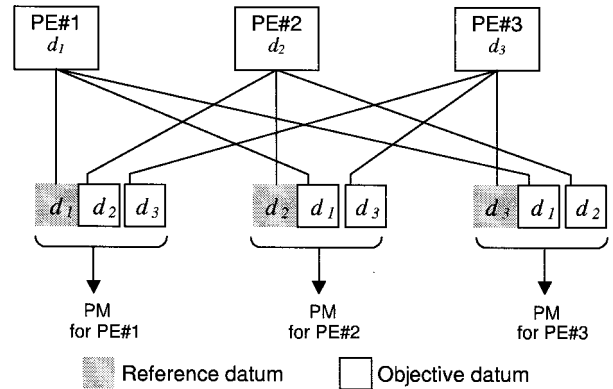 PE#1 PE#2 PE#3
d1 d2 d3
d1 d2 d3 d2 d1 d3 d3 d1 d2
PM PM PM
for PE#1 for PE#2 for PE#3
Reference datum Objective datum